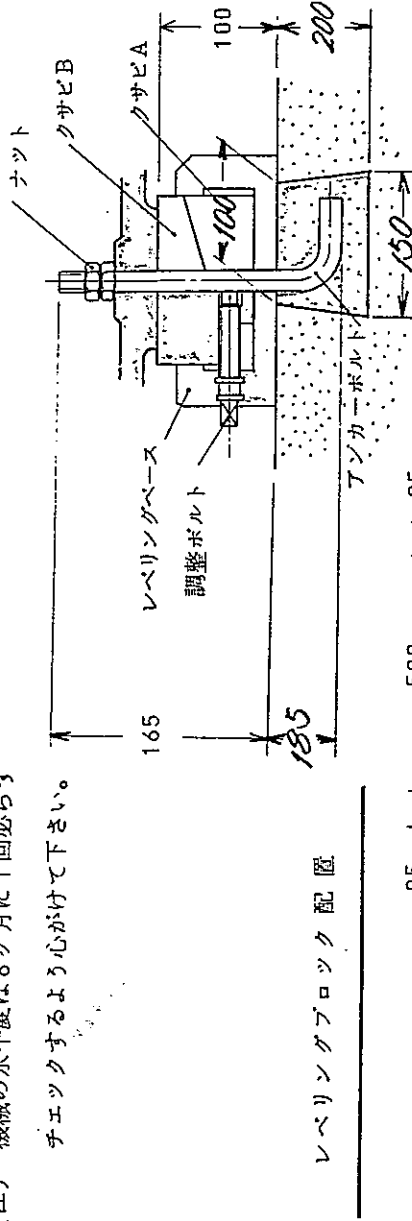 機械の水平度は6ヶ月に1回必らず
チェックするよう心がけて下さい。
レベリングブロック配置
ナット
クサビB
クサビA
レベリングベース
調整ボルト
アンカーボルト
165
185
100
200
100
150